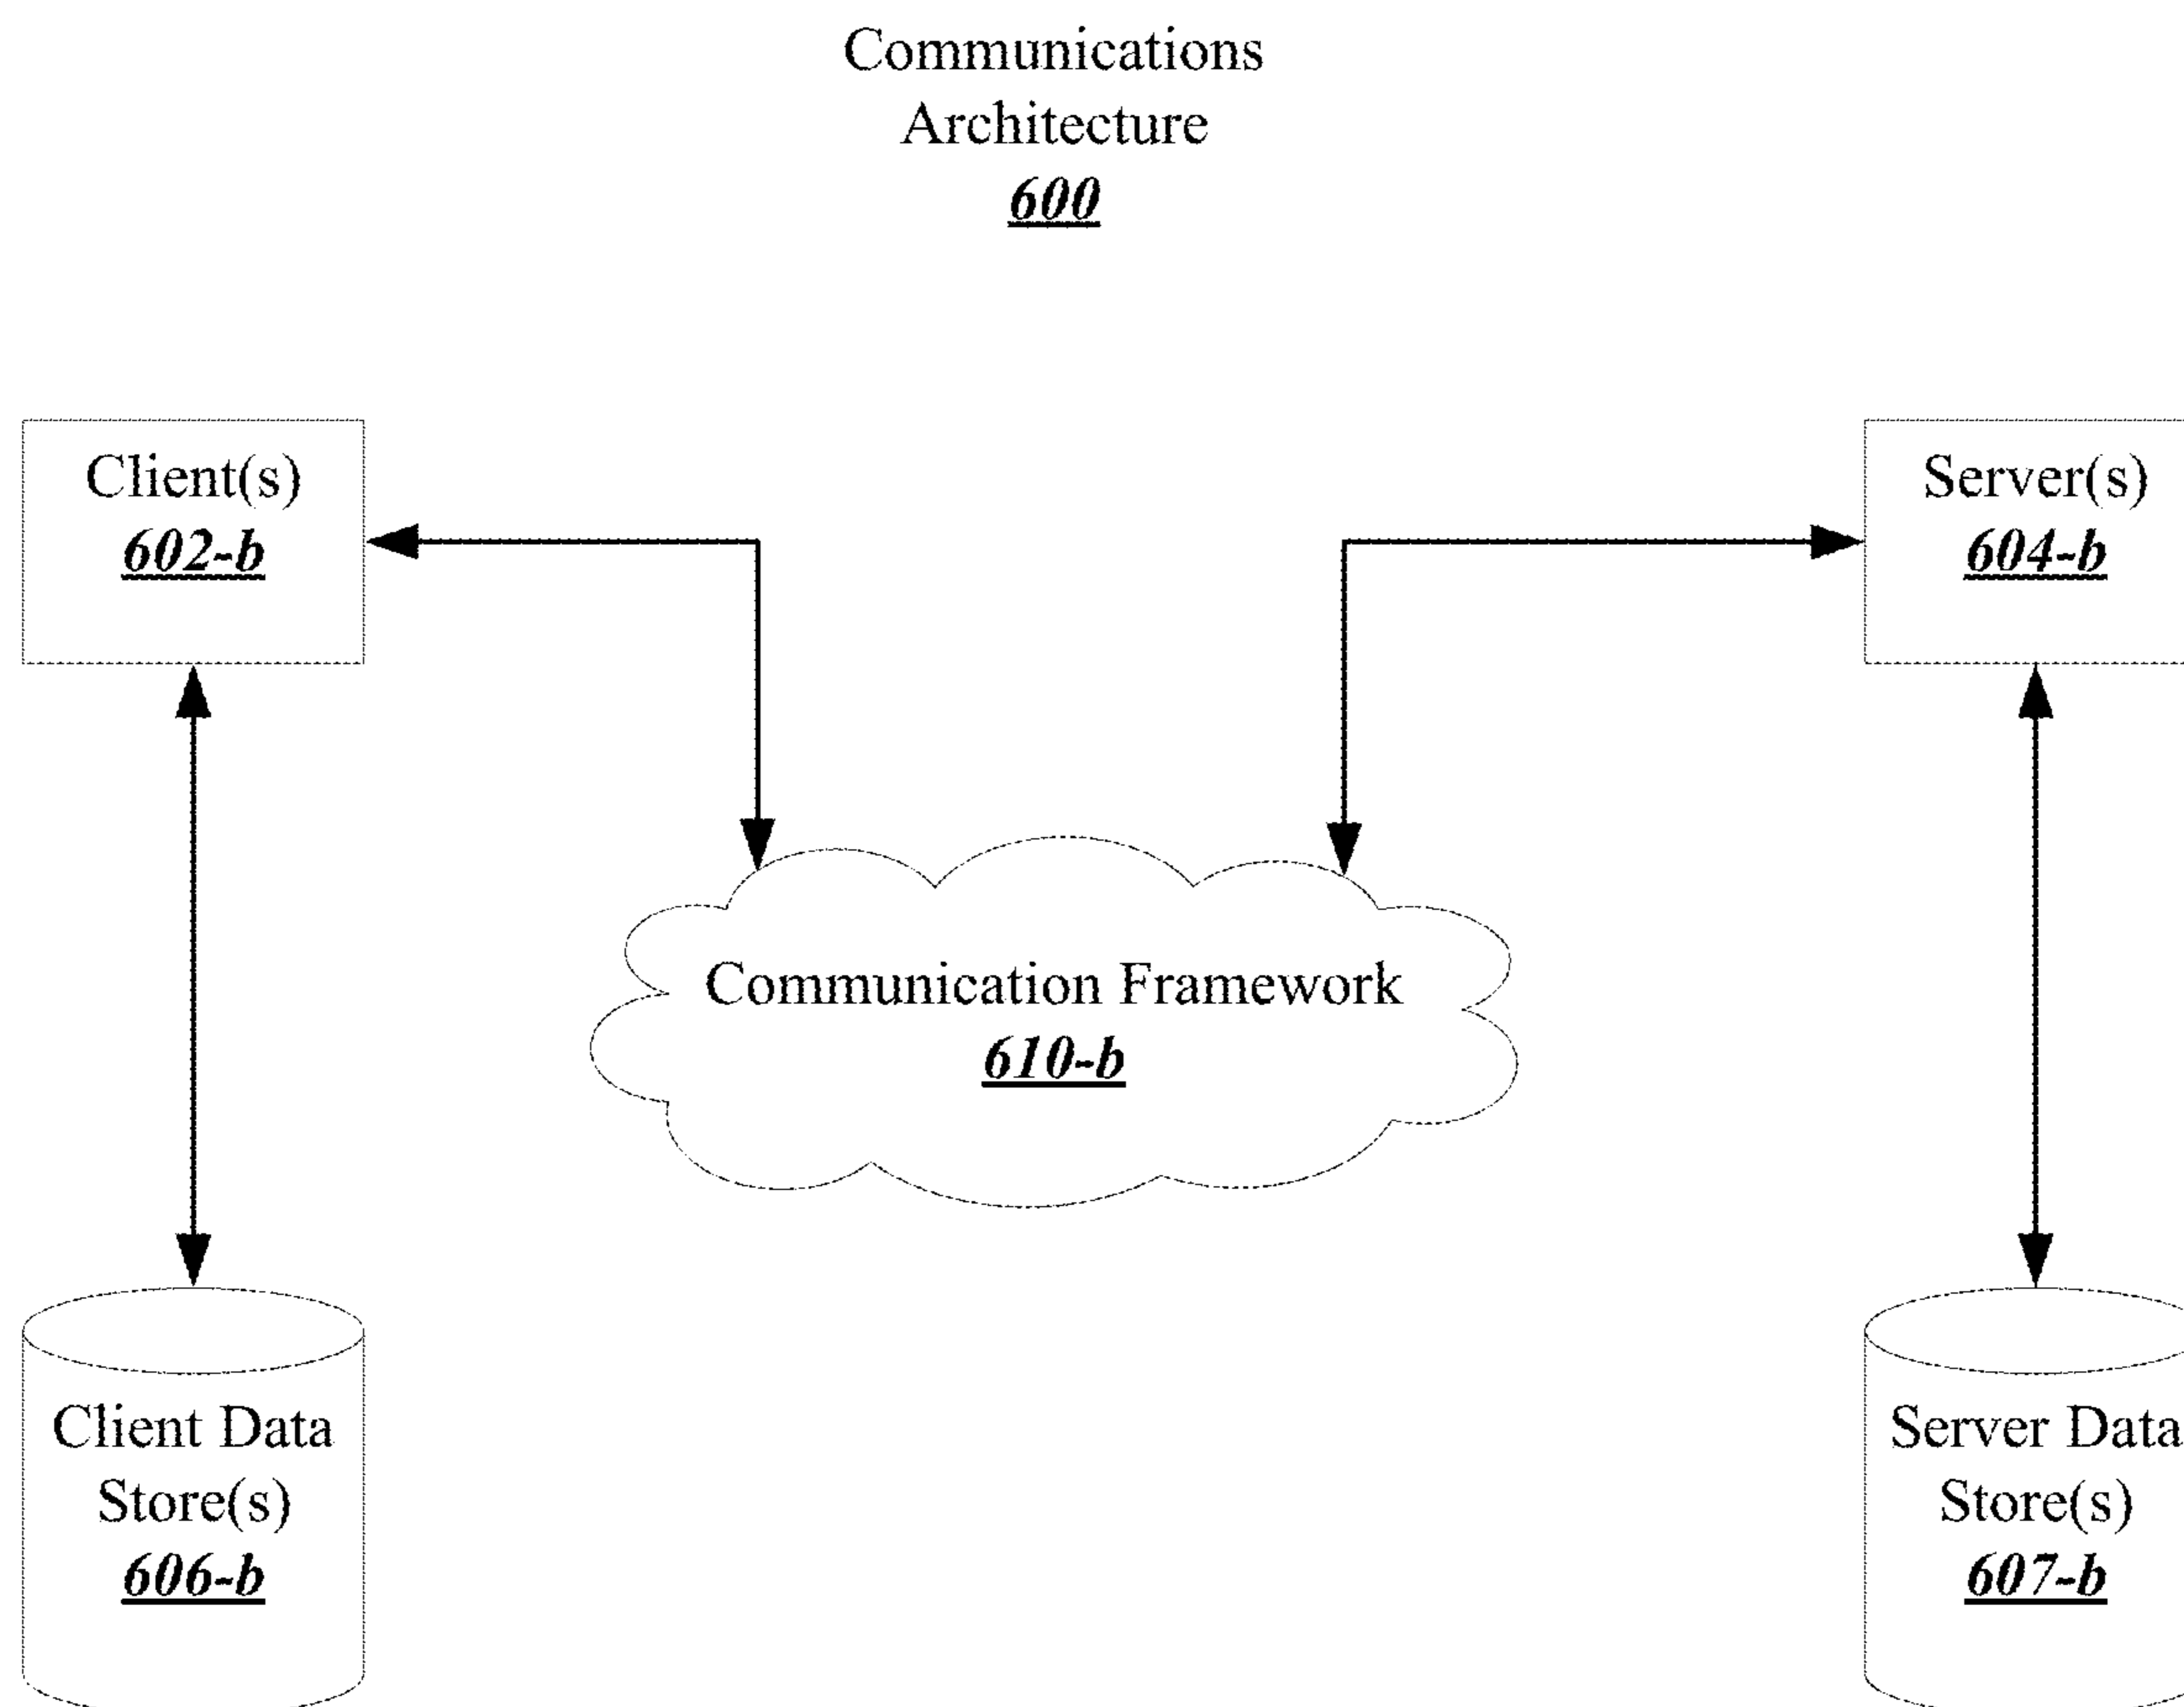 Communications
Architecture
600
Client(s)
602-b
Server(s)
604-b
Communication Framework
610-b
Client Data
Store(s)
606-b
Server Data
Store(s)
607-b